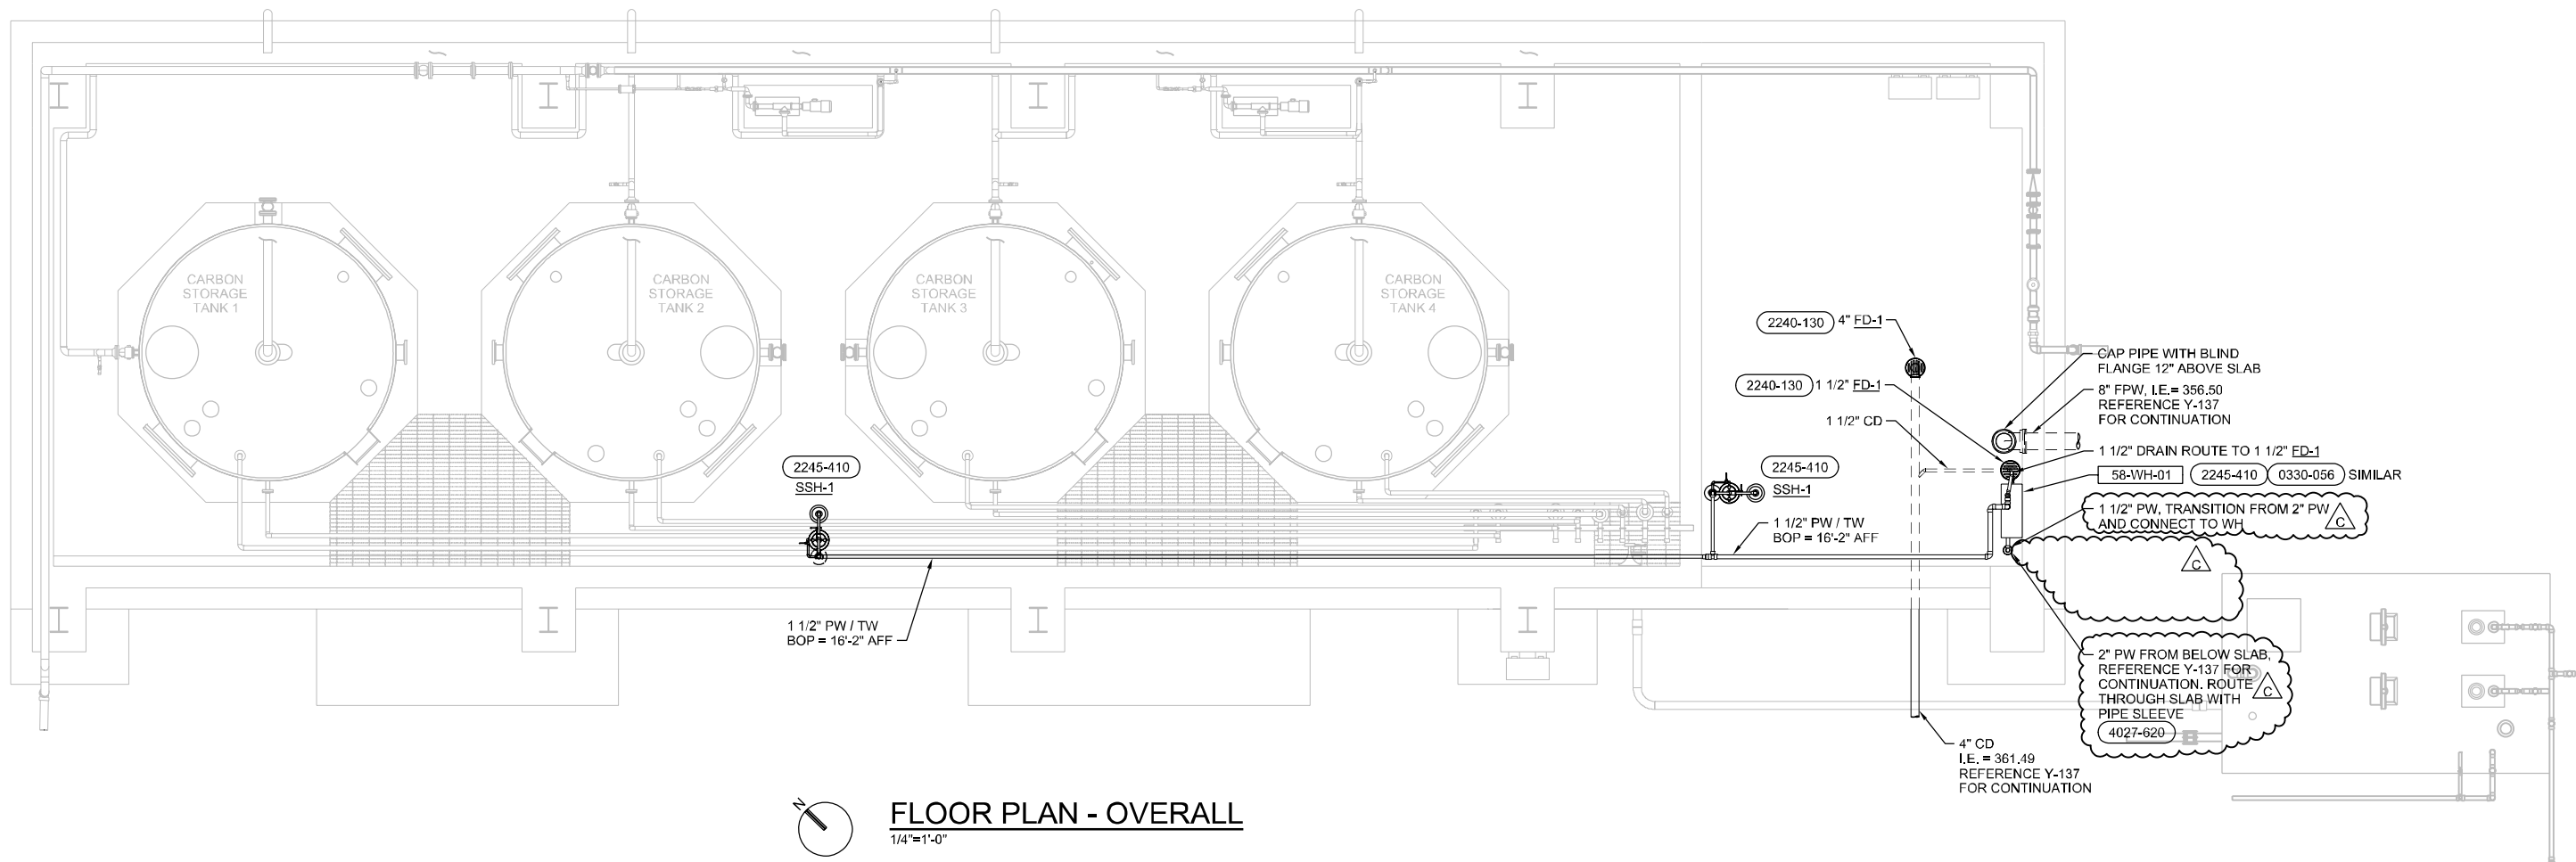 CARBON
STORAGE
TANK 1
CARBON
STORAGE
TANK 2
CARBON
STORAGE
TANK 3
CARBON
STORAGE
TANK 4
2240-130 4" FD-1
2240-130 1 1/2" FD-1
1 1/2" CD
CAP PIPE WITH BLIND
FLANGE 12" ABOVE SLAB
8" FPW, I.E. = 356.50
REFERENCE Y-137
FOR CONTINUATION
1 1/2" DRAIN ROUTE TO 1 1/2" FD-1
58-WH-01 2245-410 0330-056 SIMILAR
1 1/2" PW, TRANSITION FROM 2" PW
AND CONNECT TO WH
C
C
2245-410
SSH-1
2245-410
SSH-1
1 1/2" PW / TW
BOP = 16'-2" AFF
1 1/2" PW / TW
BOP = 16'-2" AFF
2" PW FROM BELOW SLAB,
REFERENCE Y-137 FOR
CONTINUATION. ROUTE
THROUGH SLAB WITH
PIPE SLEEVE
4027-620
C
4" CD
I.E. = 361.49
REFERENCE Y-137
FOR CONTINUATION
N
FLOOR PLAN - OVERALL
1/4"=1'-0"